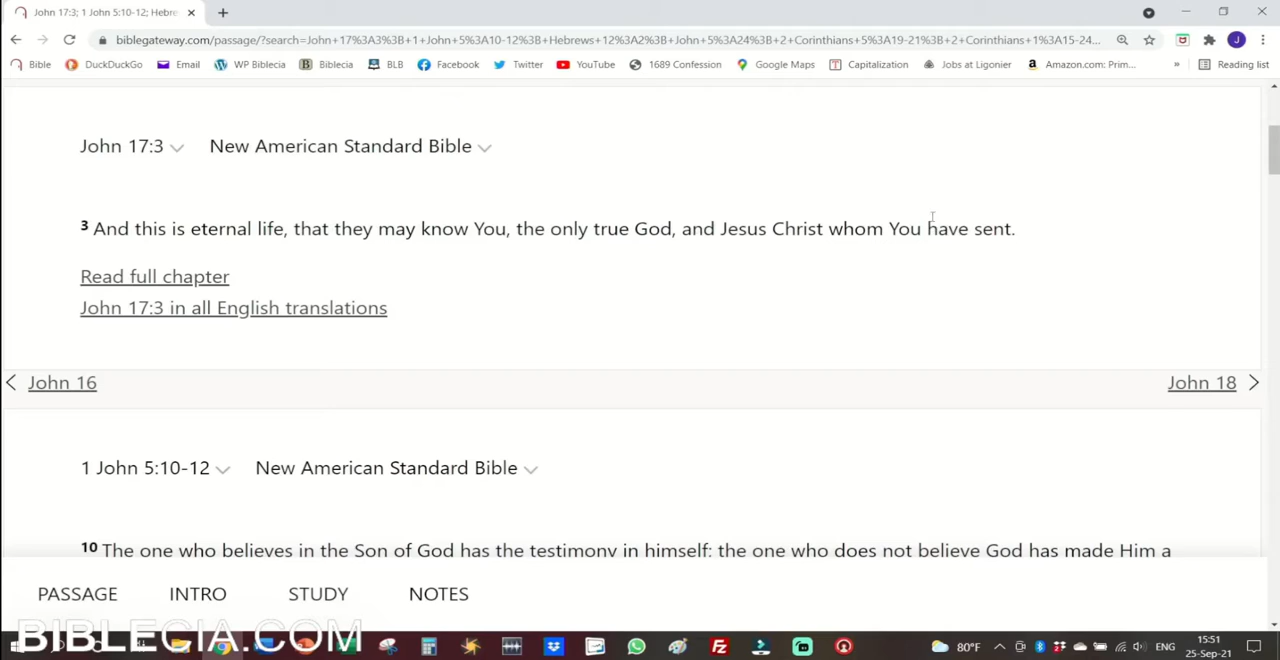 John 17:3; 1 John 5:10-12; Hebre
biblegateway.com/passage/?search=John+17%3A3%3B+1+John+5%3A10-12%3B+Hebrews+12%3A2%3B+John+5%3A24%3B+2+Corinthians+5%3A19-21%3B+2+Corinthians+1%3A15-24...
J
Bible DuckDuckGo Email WP Biblecia Biblecia BLB Facebook Twitter YouTube 1689 Confession Google Maps Capitalization Jobs at Ligonier Amazon.com: Prim... » Reading list
John 17:3 New American Standard Bible
3 And this is eternal life, that they may know You, the only true God, and Jesus Christ whom You have sent.
Read full chapter
John 17:3 in all English translations
John 16
John 18
1 John 5:10-12 New American Standard Bible
10 The one who believes in the Son of God has the testimony in himself; the one who does not believe God has made Him a
PASSAGE INTRO STUDY NOTES
BIBLECIA.COM
80°F ENG 15:51
25-Sep-21